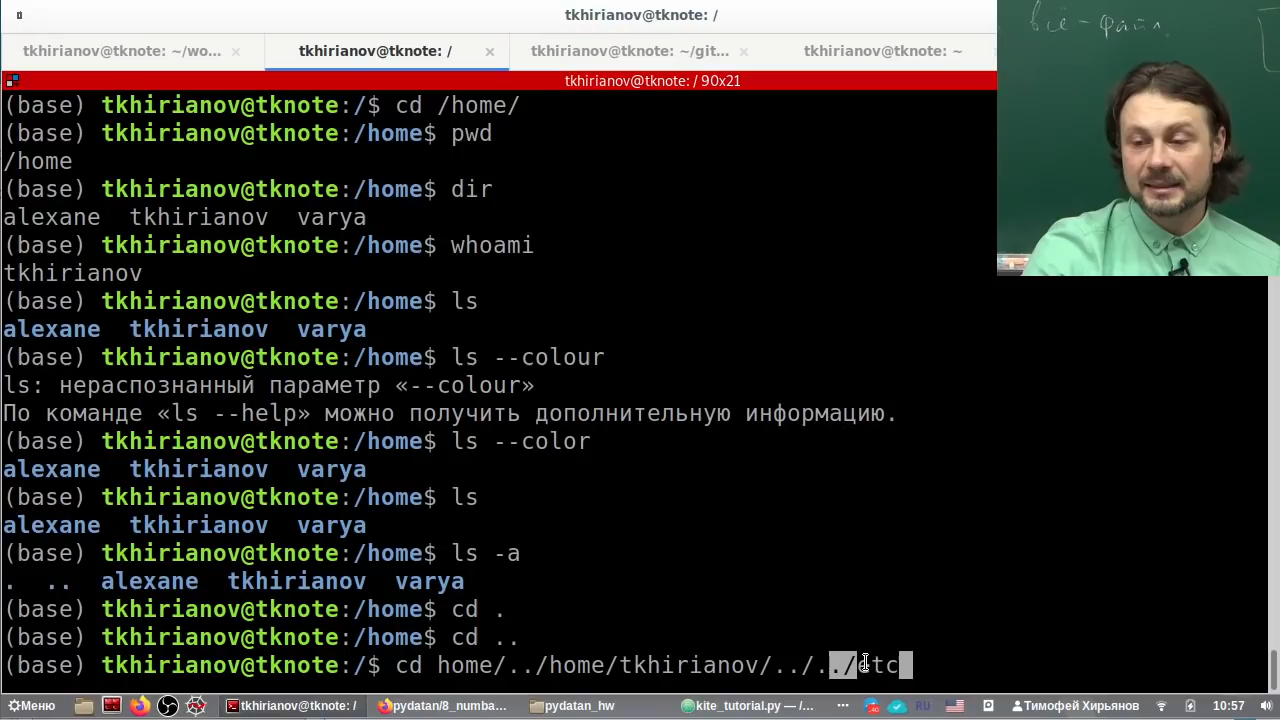 tkhirianov@tknote: /
tkhirianov@tknote: ~/wo...
tkhirianov@tknote: /
tkhirianov@tknote: ~/git...
tkhirianov@tknote: ~
всё - файл
tkhirianov@tknote: / 90x21
(base) tkhirianov@tknote:/$ cd /home/
(base) tkhirianov@tknote:/home$ pwd
/home
(base) tkhirianov@tknote:/home$ dir
alexane tkhirianov varya
(base) tkhirianov@tknote:/home$ whoami
tkhirianov
(base) tkhirianov@tknote:/home$ ls
alexane tkhirianov varya
(base) tkhirianov@tknote:/home$ ls --colour
ls: нераспознанный параметр «--colour»
По команде «ls --help» можно получить дополнительную информацию.
(base) tkhirianov@tknote:/home$ ls --color
alexane tkhirianov varya
(base) tkhirianov@tknote:/home$ ls
alexane tkhirianov varya
(base) tkhirianov@tknote:/home$ ls -a
. .. alexane tkhirianov varya
(base) tkhirianov@tknote:/home$ cd .
(base) tkhirianov@tknote:/home$ cd ..
(base) tkhirianov@tknote:/$ cd home/../home/tkhirianov/../../etc
Меню
tkhirianov@tknote: /
pydatan/8_numba...
pydatan_hw
kite_tutorial.py — /...
RU
Тимофей Хирьянов
10:57